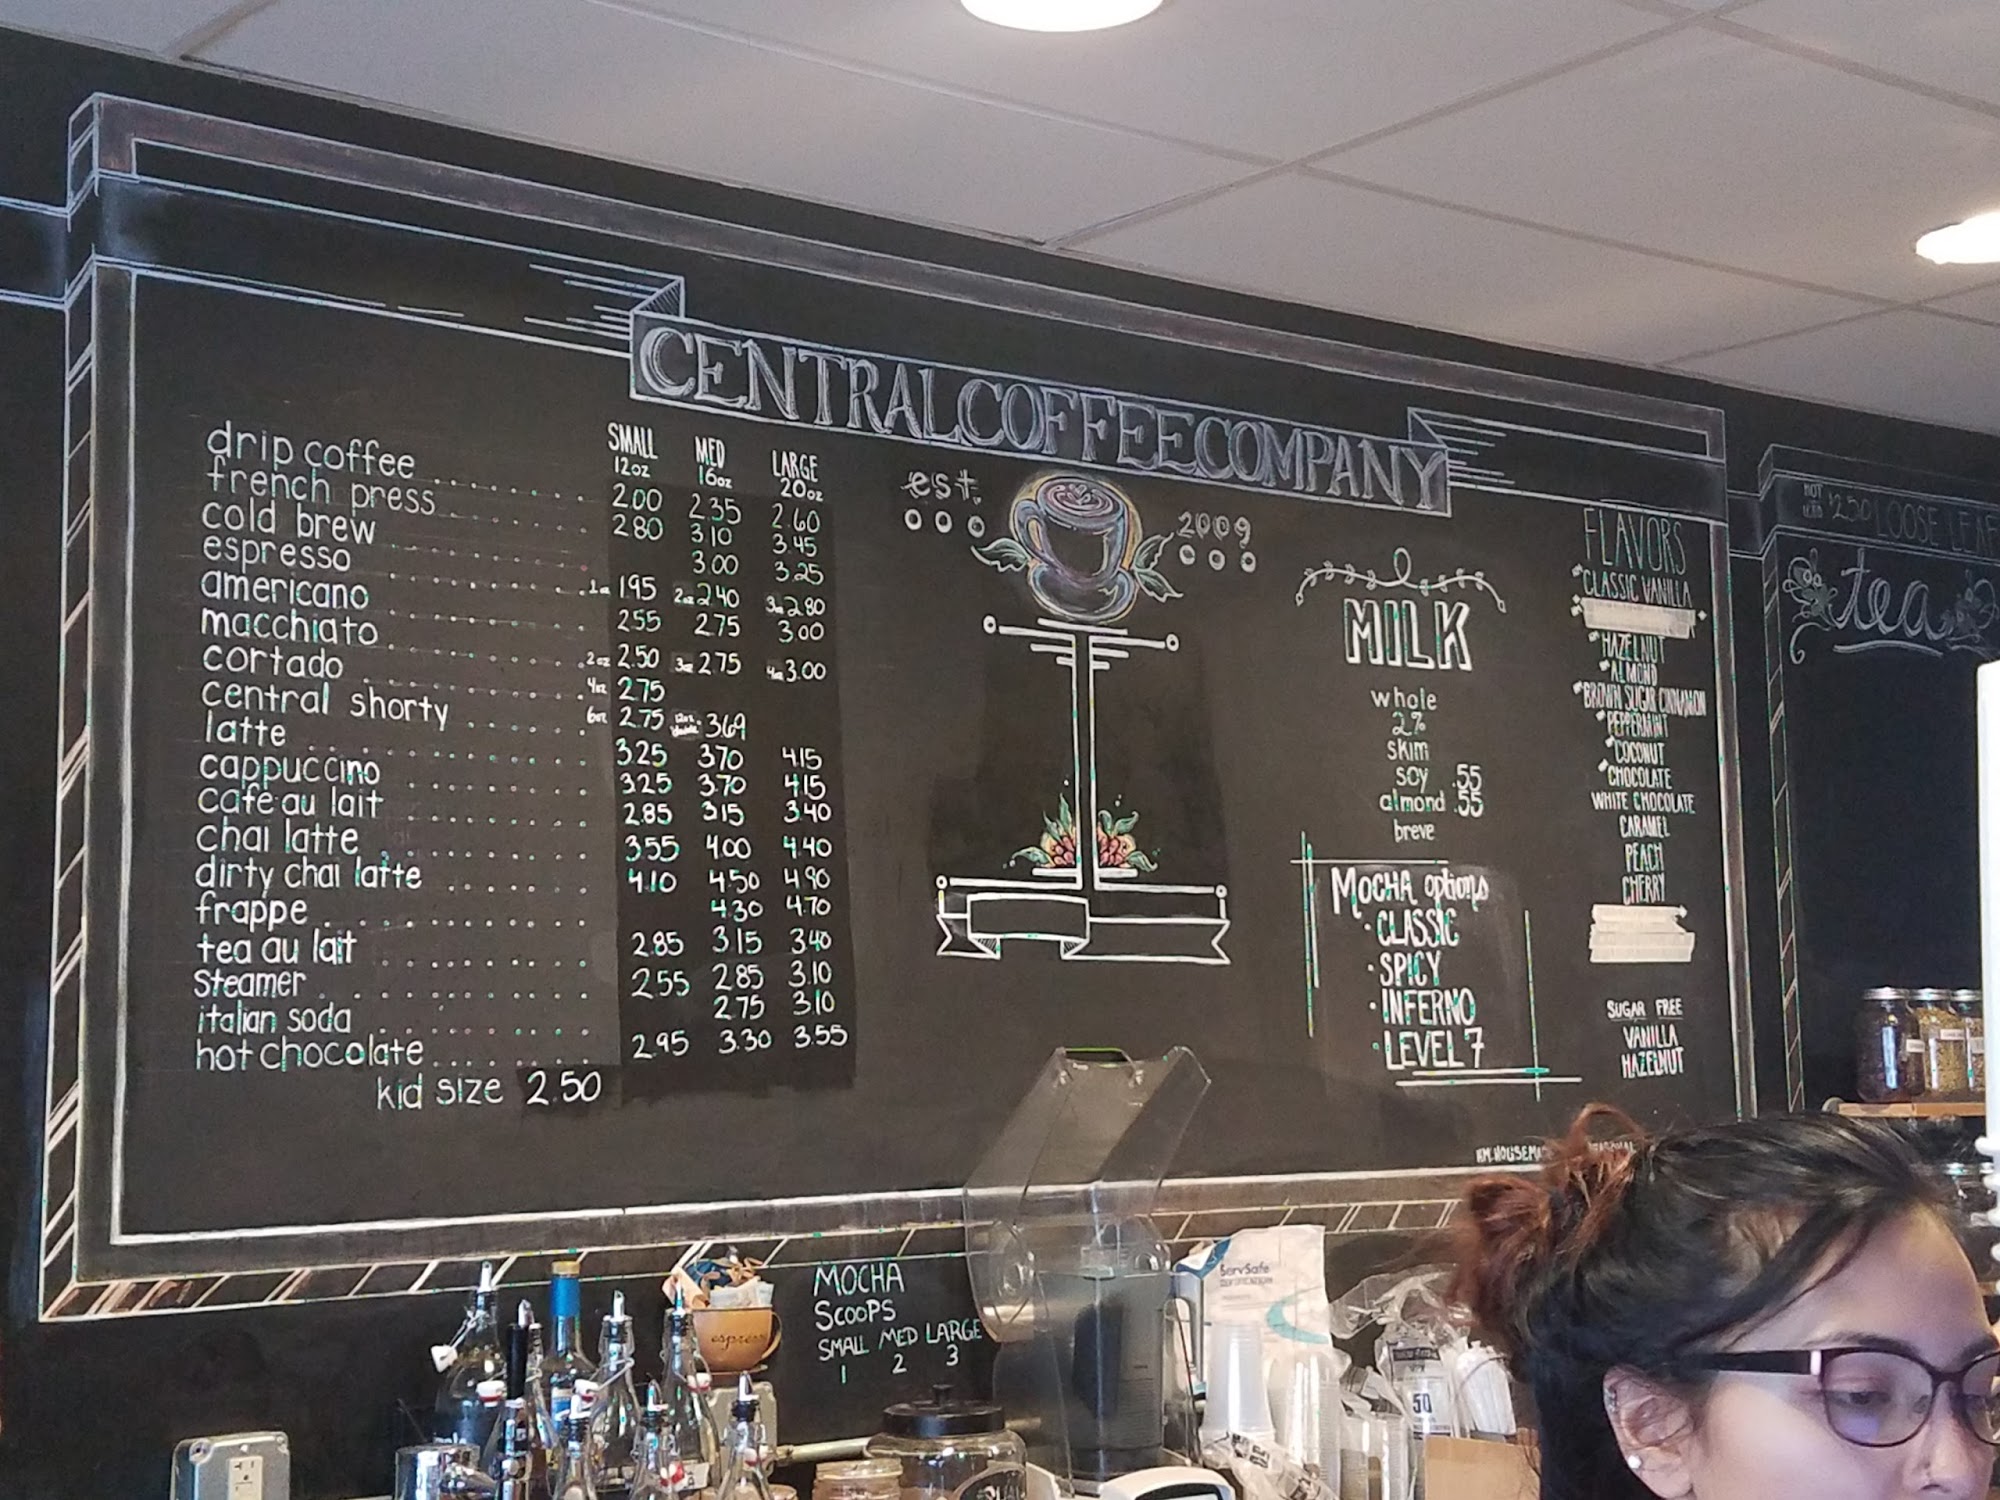 CENTRAL COFFEE COMPANY
est. 2009
SMALL MED LARGE
12oz 16oz 20oz
drip coffee 2.00 2.35 2.60
french press 2.80 3.10 3.45
cold brew 3.00 3.25
espresso 1oz 1.95 2oz 2.40 3oz 2.80
americano 2.55 2.75 3.00
macchiato 2oz 2.50 3oz 2.75 4oz 3.00
cortado 4oz 2.75
central shorty 6oz 2.75 12oz 3.69
latte 3.25 3.70 4.15
cappuccino 3.25 3.70 4.15
café au lait 2.85 3.15 3.40
chai latte 3.55 4.00 4.40
dirty chai latte 4.10 4.50 4.90
frappe 4.30 4.70
tea au lait 2.85 3.15 3.40
steamer 2.55 2.85 3.10
italian soda 2.75 3.10
hot chocolate 2.95 3.30 3.55
kid size 2.50
MILK
whole
2%
skim
soy .55
almond .55
breve
MOCHA options
• CLASSIC
• SPICY
• INFERNO
• LEVEL 7
FLAVORS
*CLASSIC VANILLA
*HAZELNUT
*ALMOND
*BROWN SUGAR CINNAMON
*PEPPERMINT
*COCONUT
*CHOCOLATE
WHITE CHOCOLATE
CARAMEL
PEACH
CHERRY
SUGAR FREE
VANILLA
HAZELNUT
HOT $2.50 LOOSE LEAF
tea
MOCHA
SCOOPS
SMALL MED LARGE
1 2 3
espresso
ServSafe
50